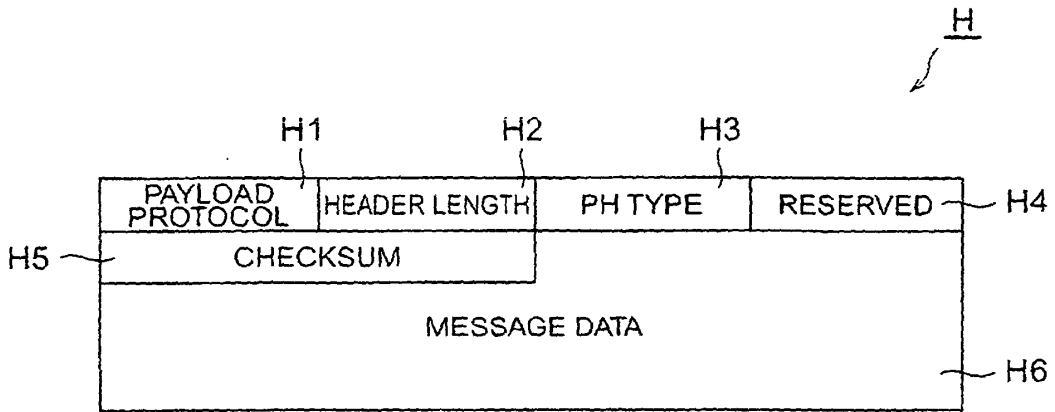 H
H1
H2
H3
PAYLOAD
PROTOCOL
HEADER LENGTH
PH TYPE
RESERVED
H4
H5
CHECKSUM
MESSAGE DATA
H6